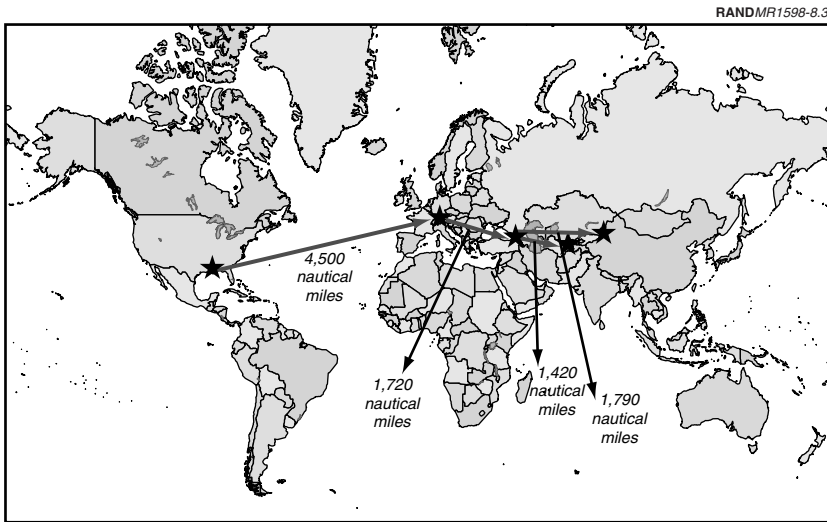 RANDMR1598-8.3
4,500
nautical
miles
1,720
nautical
miles
1,420
nautical
miles
1,790
nautical
miles